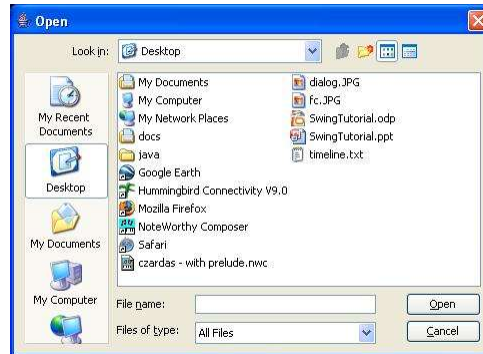 Open
Look in: Desktop
My Recent
Documents
Desktop
My Documents
My Computer
My Documents
My Computer
My Network Places
docs
java
Google Earth
Hummingbird Connectivity V9.0
Mozilla Firefox
NoteWorthy Composer
Safari
czardas - with prelude.nwc
dialog.JPG
fc.JPG
SwingTutorial.odp
SwingTutorial.ppt
timeline.txt
File name: Open
Files of type: All Files Cancel